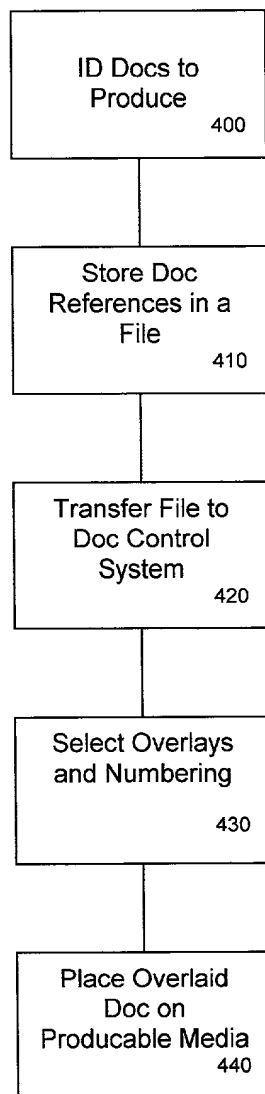 ID Docs to
Produce
400
Store Doc
References in a
File
410
Transfer File to
Doc Control
System
420
Select Overlays
and Numbering
430
Place Overlaid
Doc on
Producable Media
440